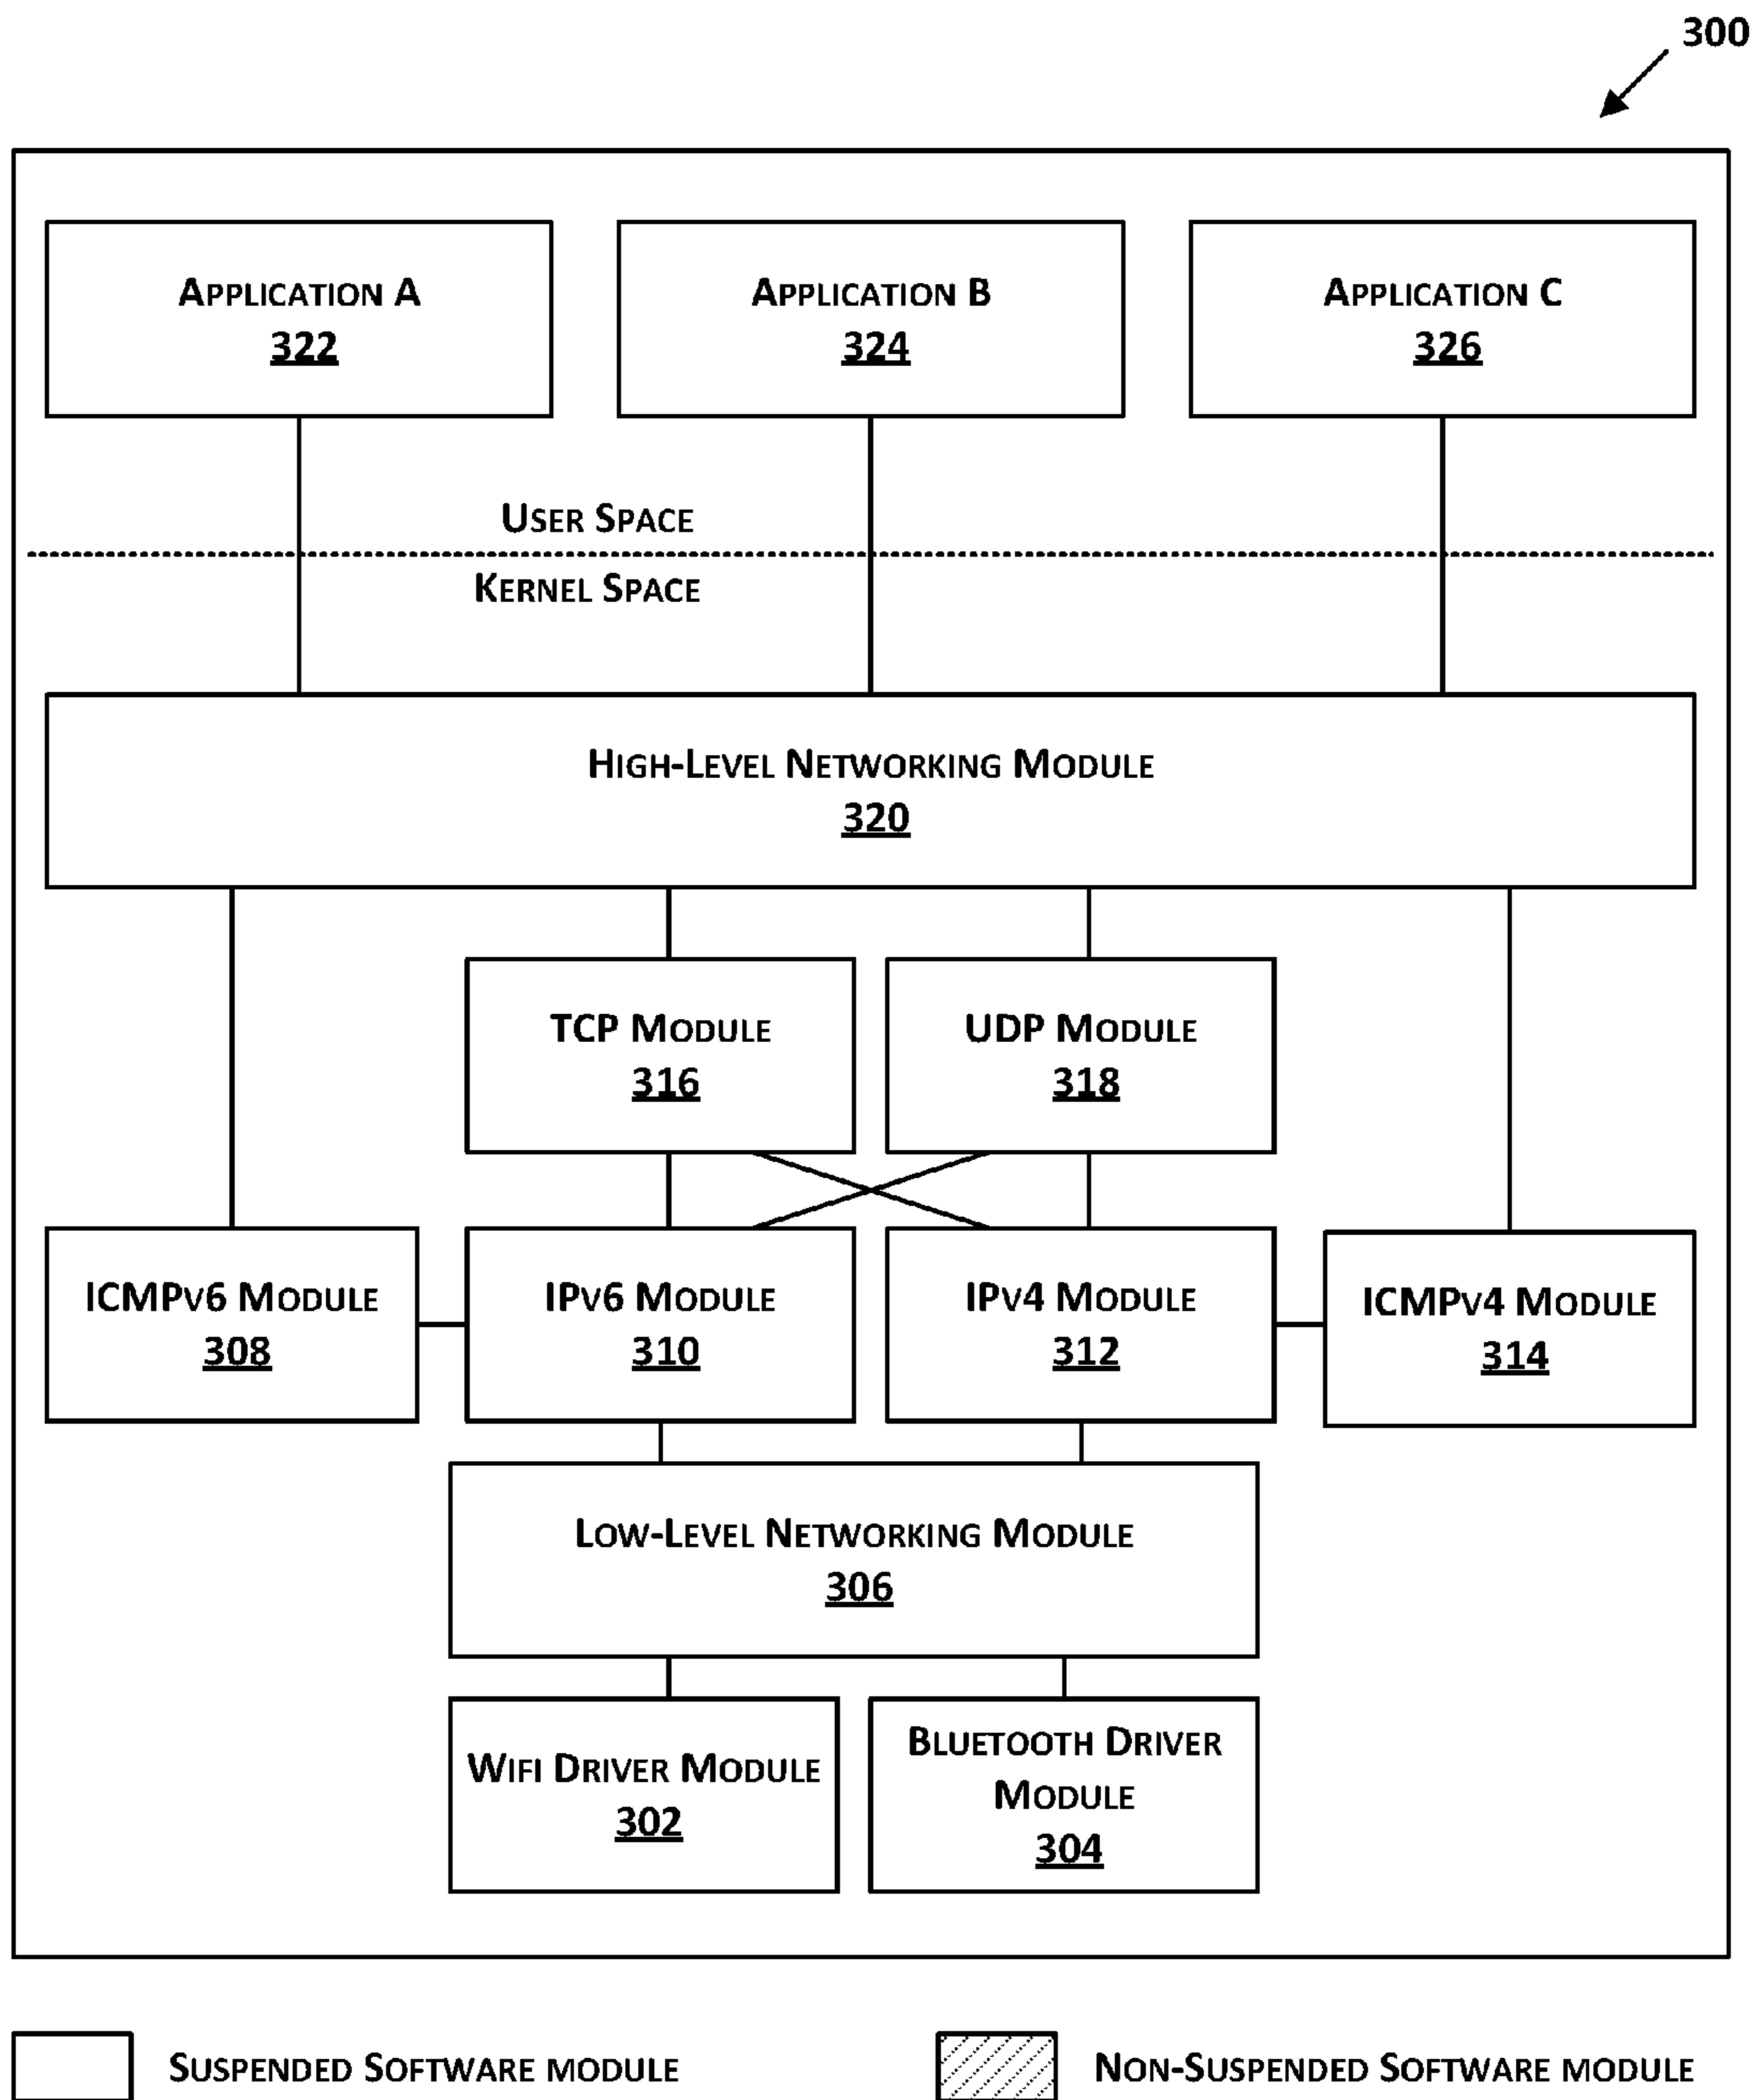 300
Application A
322
Application B
324
Application C
326
User Space
Kernel Space
High-Level Networking Module
320
TCP Module
316
UDP Module
318
ICMPv6 Module
308
IPv6 Module
310
IPv4 Module
312
ICMPv4 Module
314
Low-Level Networking Module
306
Wifi Driver Module
302
Bluetooth Driver
Module
304
Suspended Software module
Non-Suspended Software module